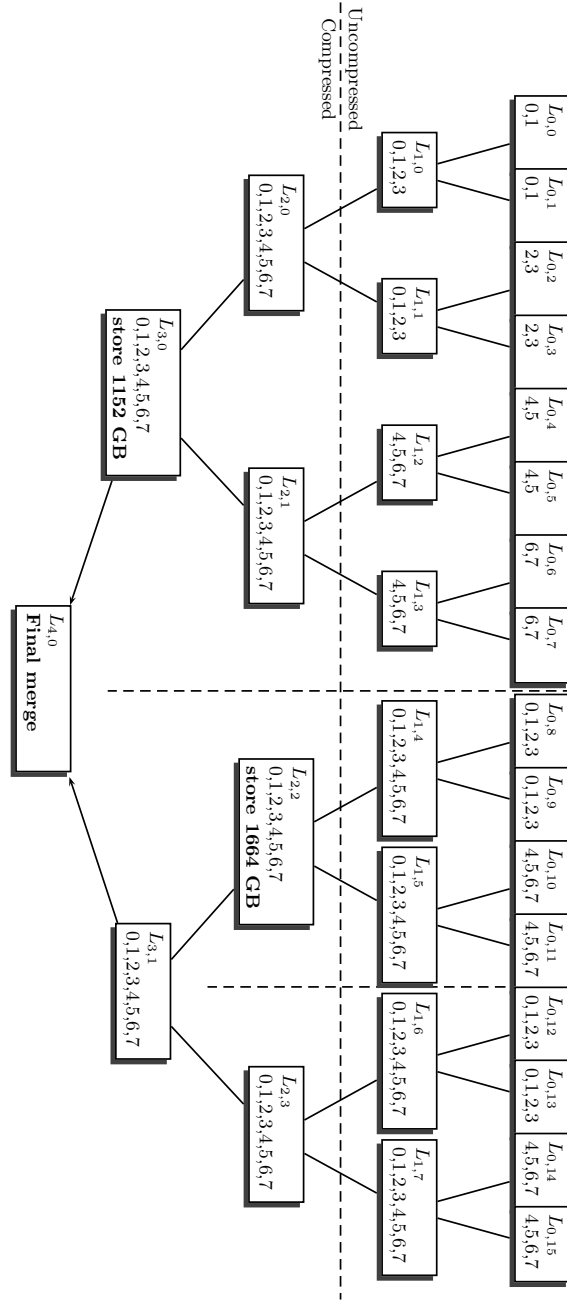 L0,0
0,1
L0,1
0,1
L0,2
2,3
L0,3
2,3
L0,4
4,5
L0,5
4,5
L0,6
6,7
L0,7
6,7
L0,8
0,1,2,3
L0,9
0,1,2,3
L0,10
4,5,6,7
L0,11
4,5,6,7
L0,12
0,1,2,3
L0,13
0,1,2,3
L0,14
4,5,6,7
L0,15
4,5,6,7
L1,0
0,1,2,3
L1,1
0,1,2,3
L1,2
4,5,6,7
L1,3
4,5,6,7
L1,4
0,1,2,3,4,5,6,7
L1,5
0,1,2,3,4,5,6,7
L1,6
0,1,2,3,4,5,6,7
L1,7
0,1,2,3,4,5,6,7
Uncompressed
Compressed
L2,0
0,1,2,3,4,5,6,7
L2,1
0,1,2,3,4,5,6,7
L2,2
0,1,2,3,4,5,6,7
store 1664 GB
L2,3
0,1,2,3,4,5,6,7
L3,0
0,1,2,3,4,5,6,7
store 1152 GB
L3,1
0,1,2,3,4,5,6,7
L4,0
Final merge